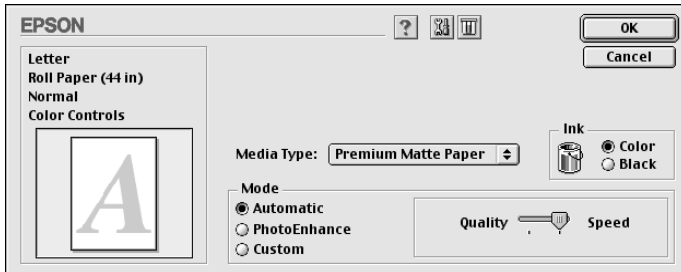 EPSON
?
OK
Cancel
Letter
Roll Paper (44 in)
Normal
Color Controls
A
Media Type: Premium Matte Paper
Ink
Color
Black
Mode
Automatic
PhotoEnhance
Custom
Quality Speed